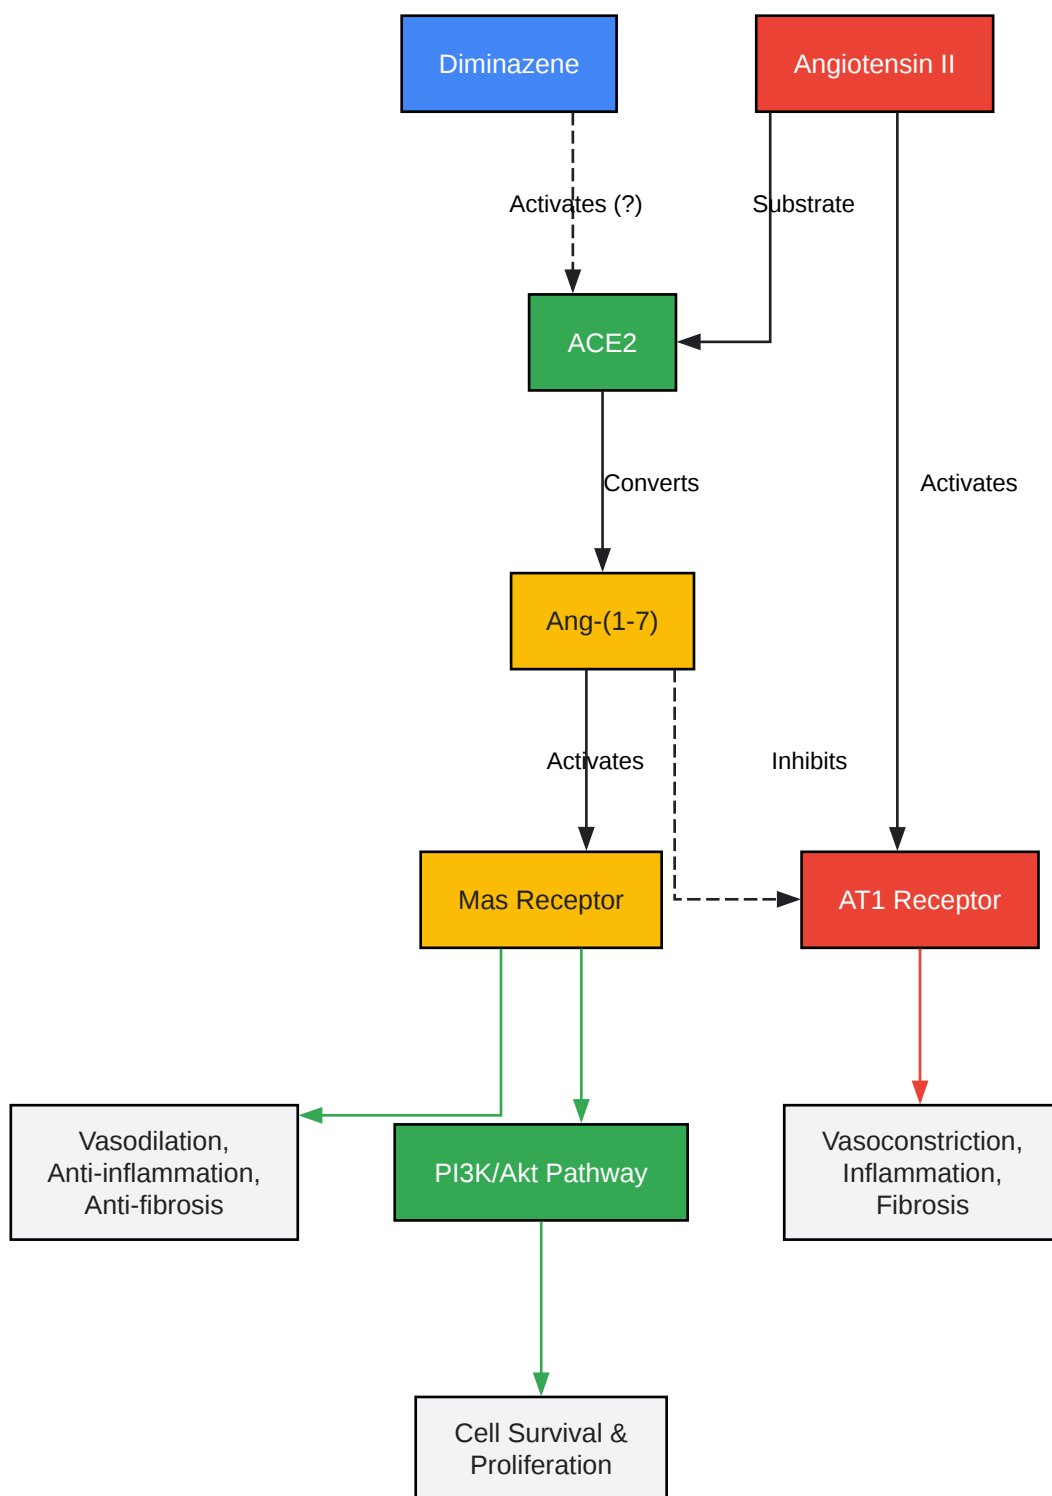 Diminazene
Angiotensin II
Activates (?)
Substrate
ACE2
Converts
Activates
Ang-(1-7)
Activates
Inhibits
Mas Receptor
AT1 Receptor
Vasodilation,
Anti-inflammation,
Anti-fibrosis
PI3K/Akt Pathway
Vasoconstriction,
Inflammation,
Fibrosis
Cell Survival &
Proliferation